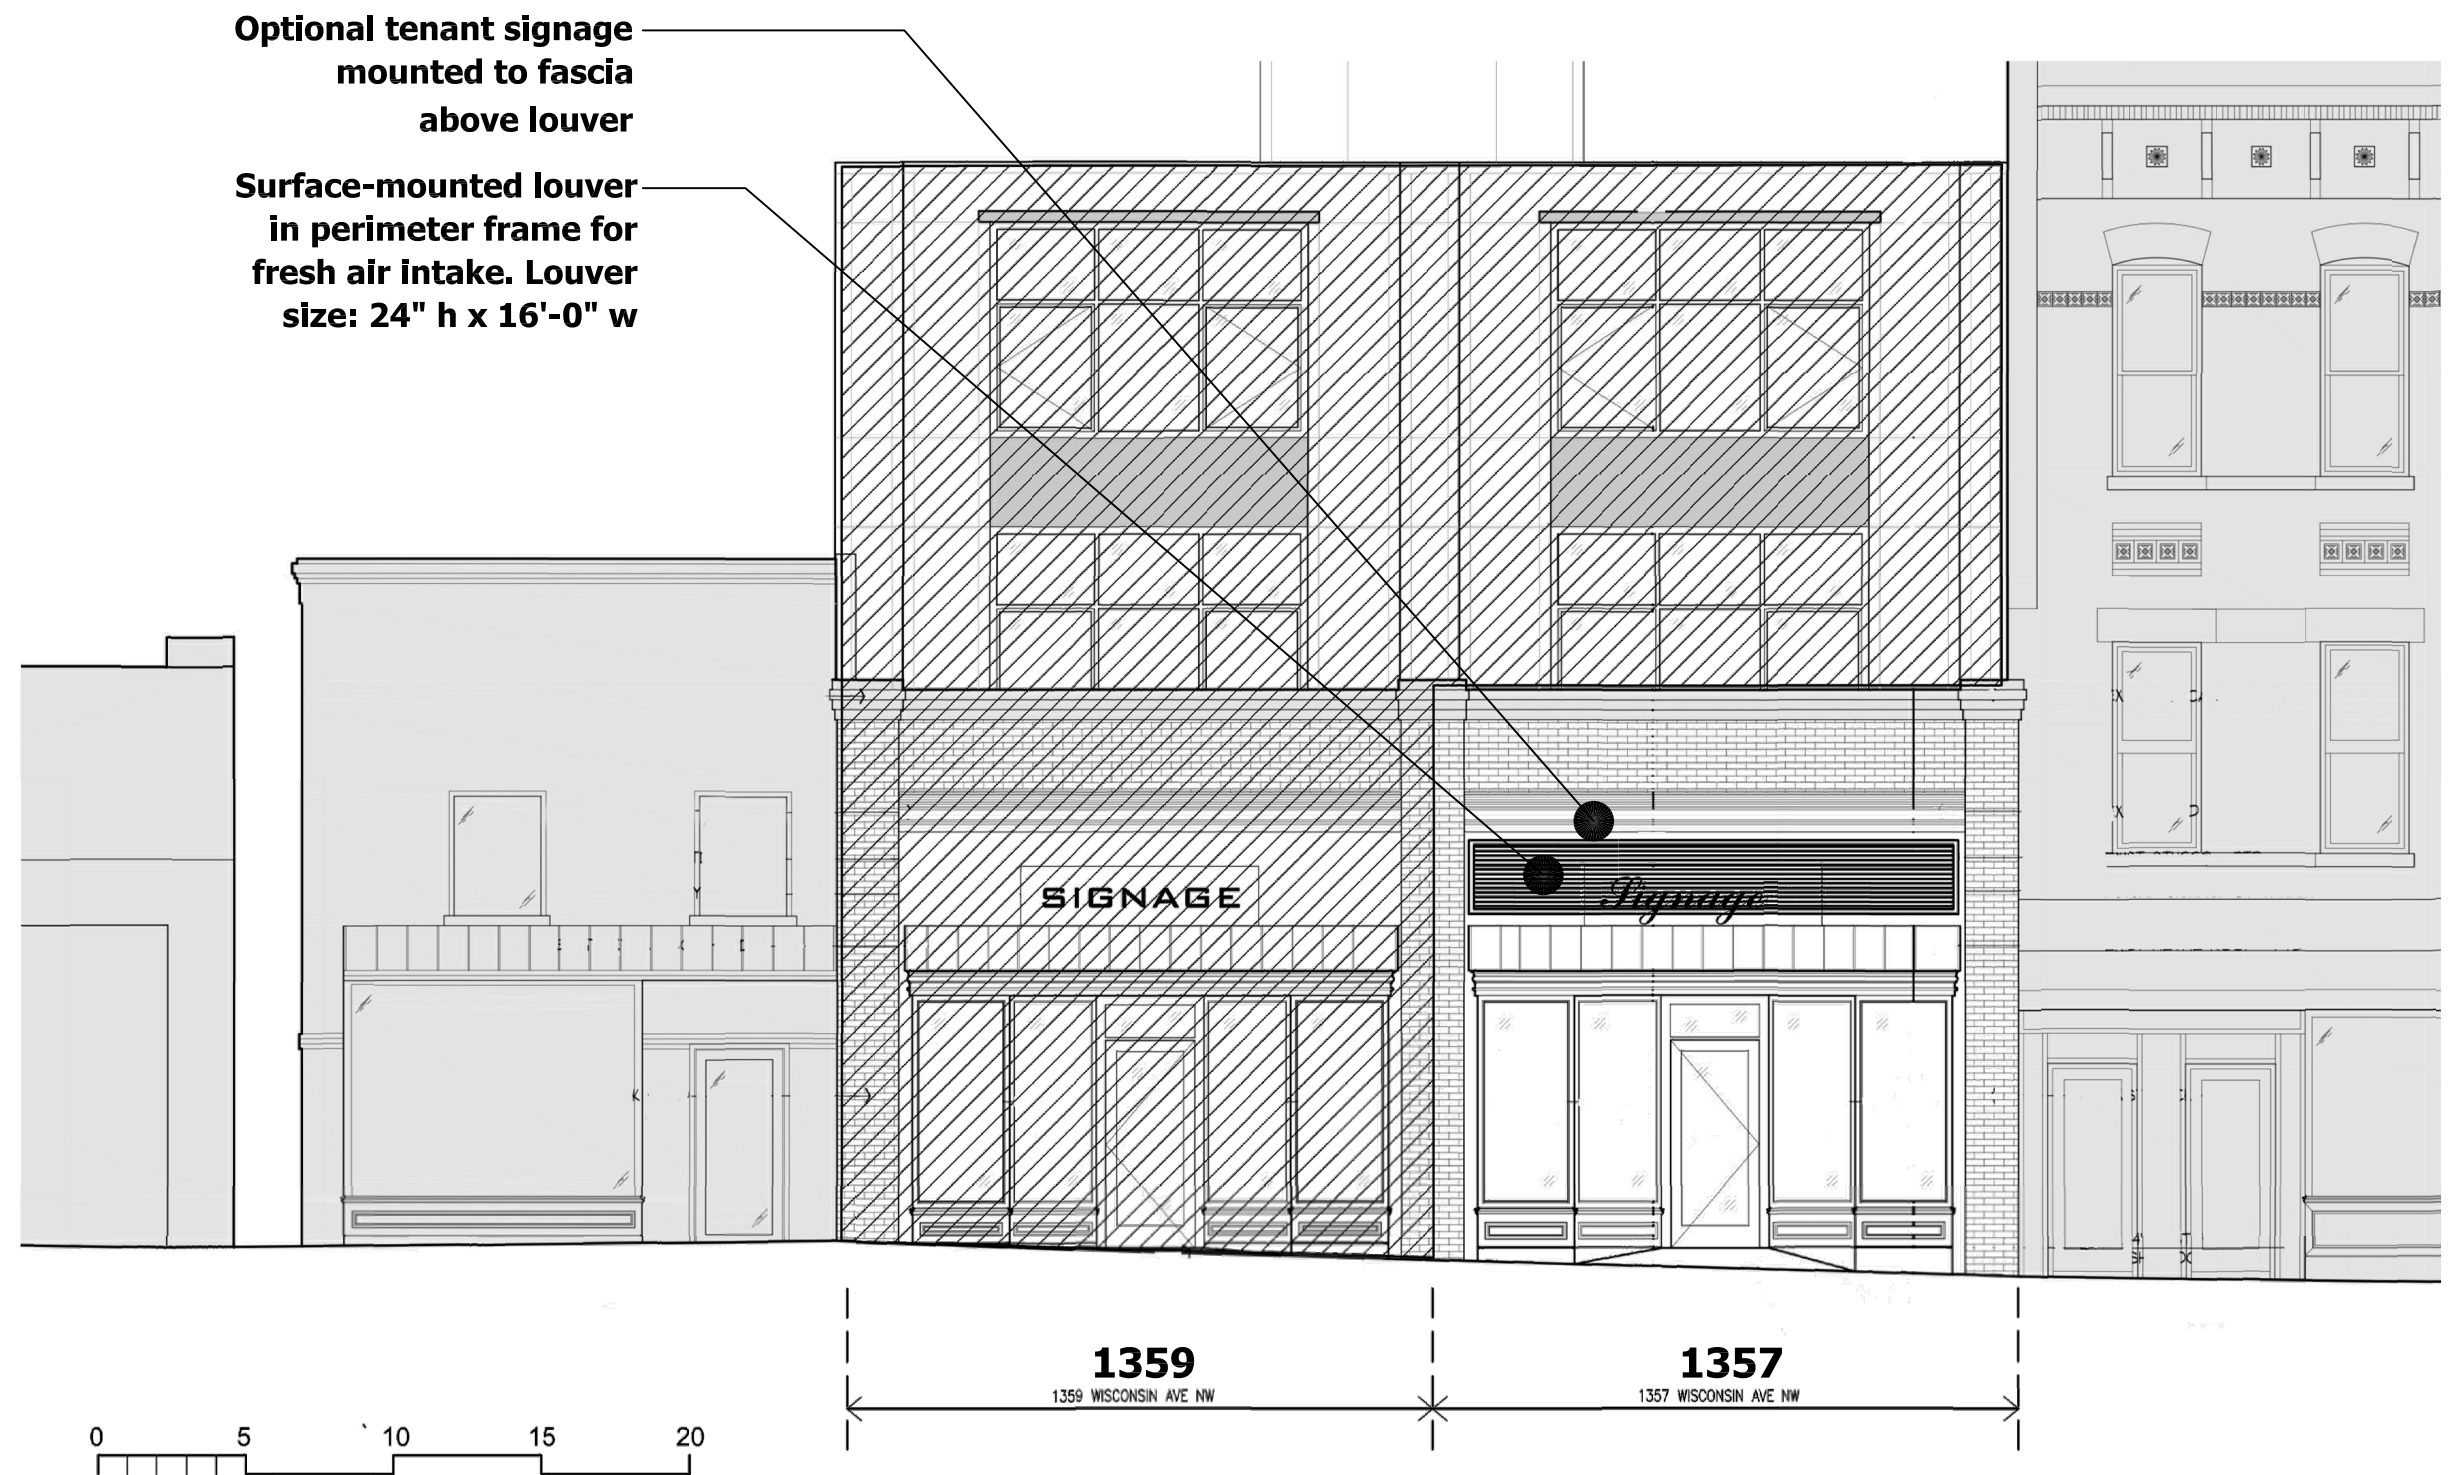 Optional tenant signage
mounted to fascia
above louver
Surface-mounted louver
in perimeter frame for
fresh air intake. Louver
size: 24" h x 16'-0" w
SIGNAGE
Signage
1359
1357
1359 WISCONSIN AVE NW
1357 WISCONSIN AVE NW
0 5 10 15 20